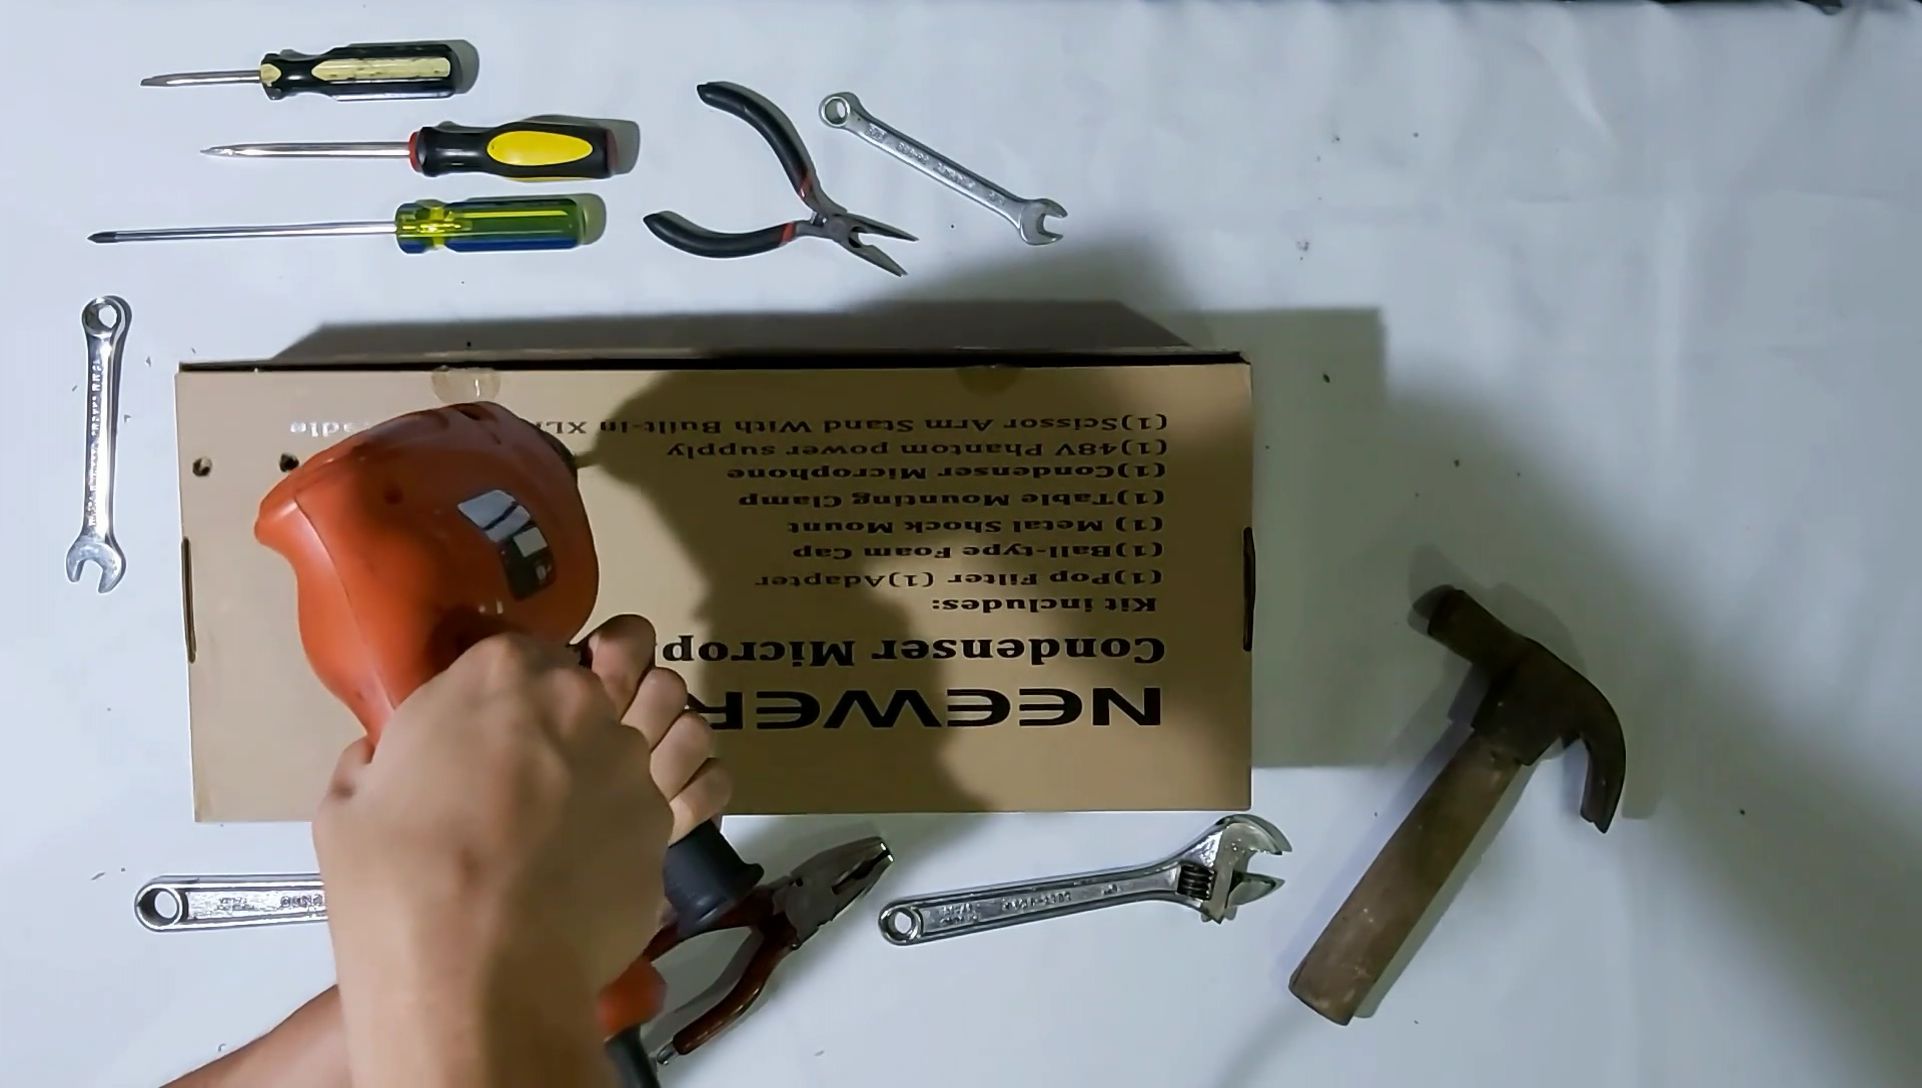 NEEWER
Condenser Microp
Kit includes:
(1)Pop Filter (1)Adapter
(1)Ball-type Foam Cap
(1) Metal Shock Mount
(1)Table Mounting Clamp
(1)Condenser Microphone
(1)48V Phantom power supply
(1)Scissor Arm Stand With Built-in XL adle